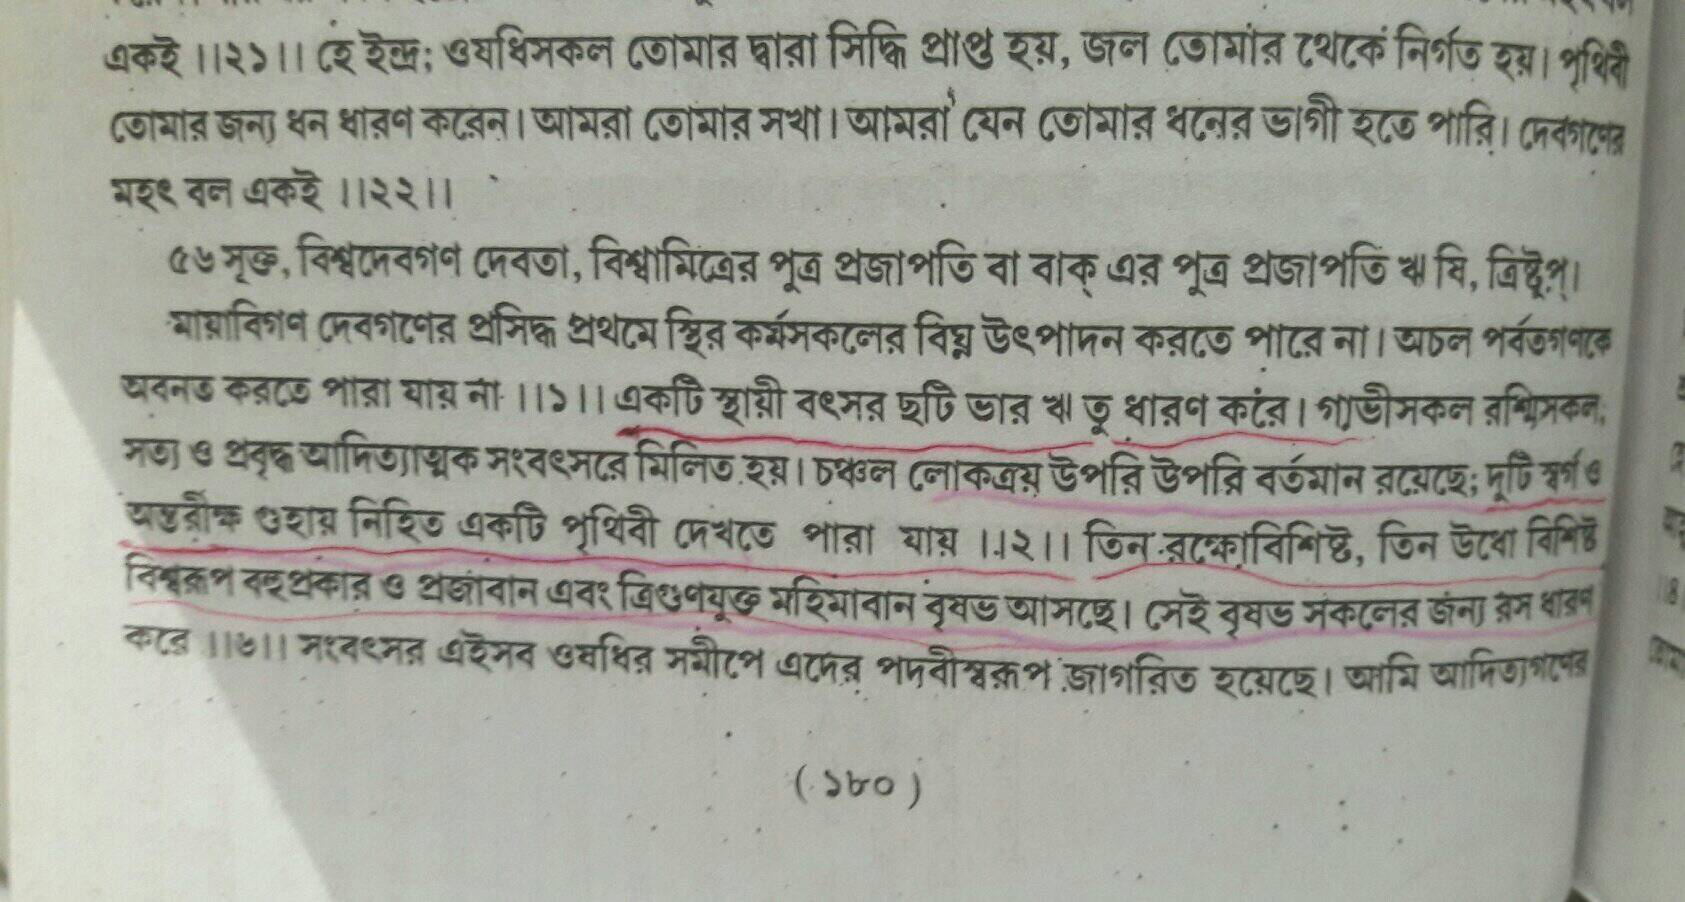 একই ।।২১।। হে ইন্দ্র; ওষধিসকল তোমার দ্বারা সিদ্ধি প্রাপ্ত হয়, জল তোমার থেকে নির্গত হয়। পৃথিবী
তোমার জন্য ধন ধারণ করেন। আমরা তোমার সখা। আমরা যেন তোমার ধনের ভাগী হতে পারি। দেবগণের
মহৎ বল একই ।।২২।।
৫৬ সূক্ত, বিশ্বদেবগণ দেবতা, বিশ্বামিত্রের পুত্র প্রজাপতি বা বাক্ এর পুত্র প্রজাপতি ঋষি, ত্রিষ্টুপ্।
মায়াবিগণ দেবগণের প্রসিদ্ধ প্রথমে স্থির কর্মসকলের বিঘ্ন উৎপাদন করতে পারে না। অচল পর্বতগণকে
অবনত করতে পারা যায় না ।।১।। একটি স্থায়ী বৎসর ছটি ভার ঋতু ধারণ করে। গাভীসকল রশ্মিসকল,
সত্য ও প্রবৃদ্ধ আদিত্যাত্মক সংবৎসরে মিলিত হয়। চঞ্চল লোকত্রয় উপরি উপরি বর্তমান রয়েছে; দুটি স্বর্গ ও
অন্তরীক্ষ গুহায় নিহিত একটি পৃথিবী দেখতে পারা যায় ।।২।। তিন রক্ষোবিশিষ্ট, তিন উধো বিশিষ্ট
বিশ্বরূপ বহুপ্রকার ও প্রজাবান এবং ত্রিগুণযুক্ত মহিমাবান বৃষভ আসছে। সেই বৃষভ সকলের জন্য রস ধারণ
করে ।।৩।। সংবৎসর এইসব ওষধির সমীপে এদের পদবীস্বরূপ জাগরিত হয়েছে। আমি আদিত্যগণের
(১৮০)